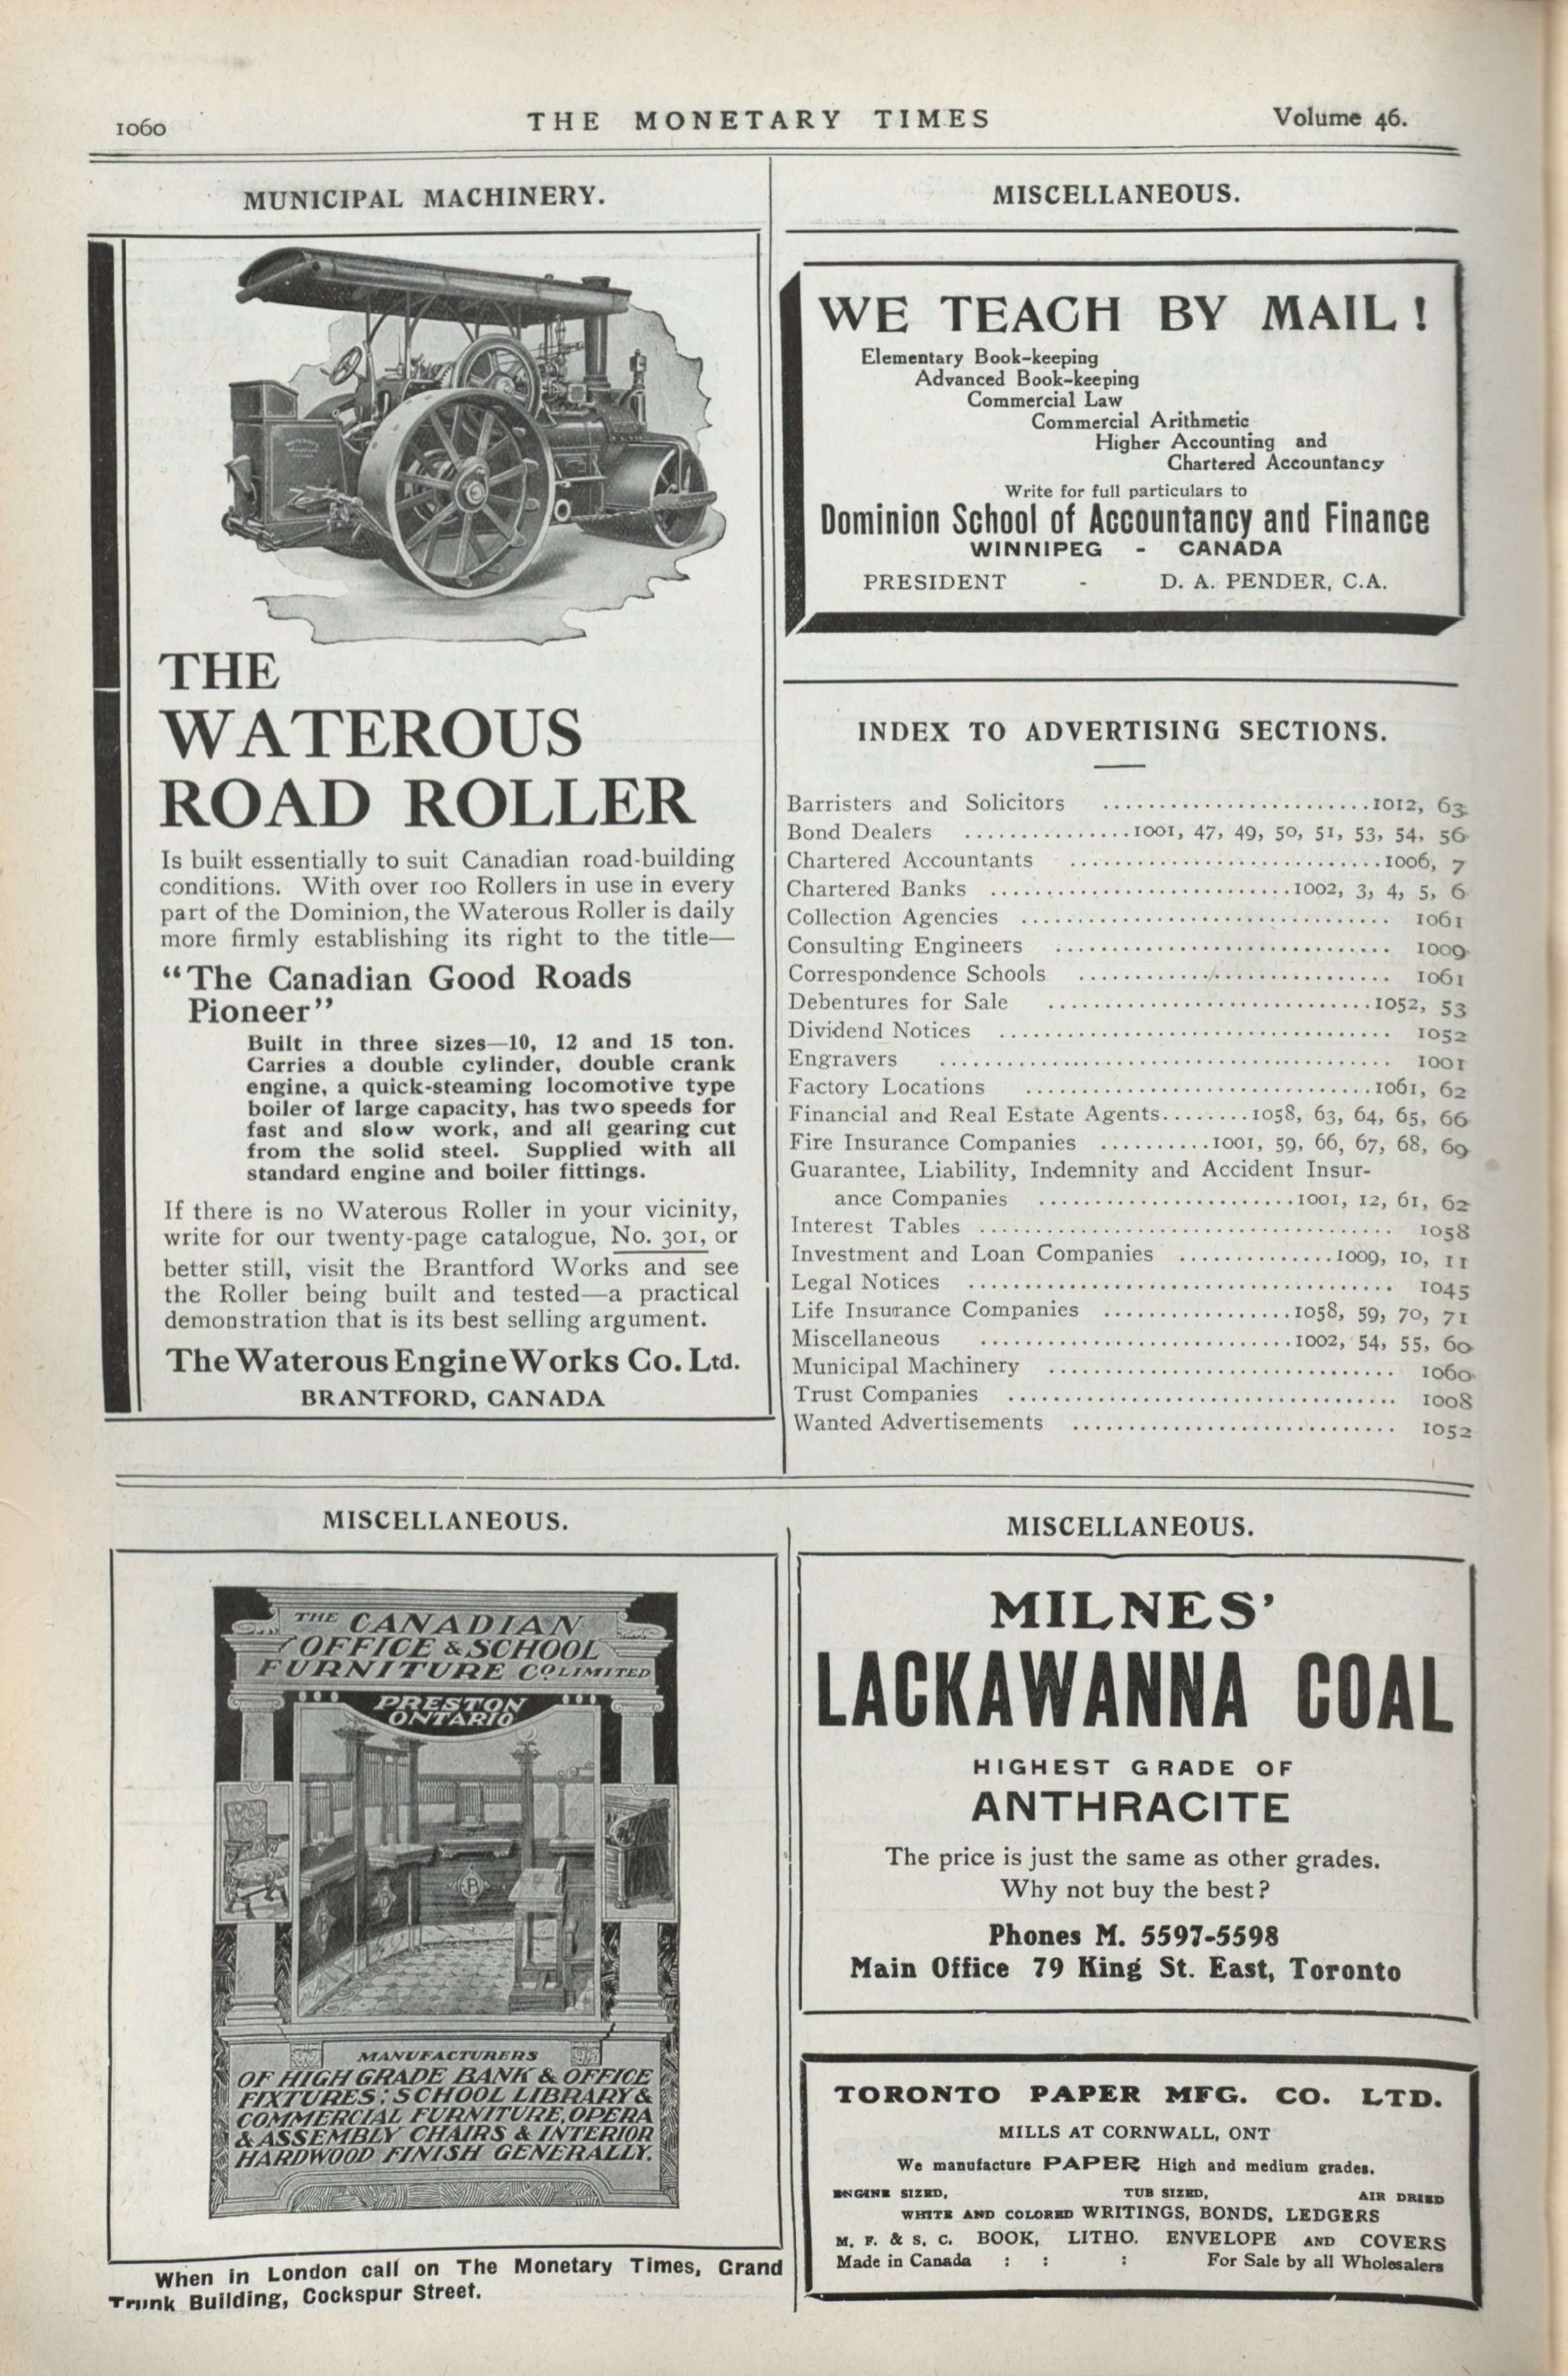 1060
THE MONETARY TIMES
Volume 46.
MUNICIPAL MACHINERY.
THE
WATEROUS
ROAD ROLLER
Is built essentially to suit Canadian road-building
conditions. With over 100 Rollers in use in every
part of the Dominion, the Waterous Roller is daily
more firmly establishing its right to the title—
"The Canadian Good Roads
Pioneer"
Built in three sizes—10, 12 and 15 ton.
Carries a double cylinder, double crank
engine, a quick-steaming locomotive type
boiler of large capacity, has two speeds for
fast and slow work, and all gearing cut
from the solid steel. Supplied with all
standard engine and boiler fittings.
If there is no Waterous Roller in your vicinity,
write for our twenty-page catalogue, No. 301, or
better still, visit the Brantford Works and see
the Roller being built and tested—a practical
demonstration that is its best selling argument.
The Waterous Engine Works Co. Ltd.
BRANTFORD, CANADA
MISCELLANEOUS.
WE TEACH BY MAIL!
Elementary Book-keeping
Advanced Book-keeping
Commercial Law
Commercial Arithmetic
Higher Accounting and
Chartered Accountancy
Write for full particulars to
Dominion School of Accountancy and Finance
WINNIPEG - CANADA
PRESIDENT - D. A. PENDER, C.A.
INDEX TO ADVERTISING SECTIONS.
Barristers and Solicitors ........................1012, 63
Bond Dealers ...............1001, 47, 49, 50, 51, 53, 54, 56
Chartered Accountants ............................1006, 7
Chartered Banks ...........................1002, 3, 4, 5, 6
Collection Agencies ................................. 1061
Consulting Engineers .............................. 1009
Correspondence Schools ............................ 1061
Debentures for Sale .............................1052, 53
Dividend Notices ................................... 1052
Engravers ......................................... 1001
Factory Locations ...............................1061, 62
Financial and Real Estate Agents........1058, 63, 64, 65, 66
Fire Insurance Companies ..........1001, 59, 66, 67, 68, 69
Guarantee, Liability, Indemnity and Accident Insur-
ance Companies .......................1001, 12, 61, 62
Interest Tables ..................................... 1058
Investment and Loan Companies ..............1009, 10, 11
Legal Notices ...................................... 1045
Life Insurance Companies .................1058, 59, 70, 71
Miscellaneous ............................1002, 54, 55, 60
Municipal Machinery ............................... 1060
Trust Companies ................................... 1008
Wanted Advertisements ............................. 1052
MISCELLANEOUS.
THE CANADIAN
OFFICE & SCHOOL
FURNITURE CO. LIMITED
PRESTON
ONTARIO
B
MANUFACTURERS
OF HIGH GRADE BANK & OFFICE
FIXTURES; SCHOOL LIBRARY &
COMMERCIAL FURNITURE, OPERA
& ASSEMBLY CHAIRS & INTERIOR
HARDWOOD FINISH GENERALLY.
When in London call on The Monetary Times, Grand
Trunk Building, Cockspur Street.
MISCELLANEOUS.
MILNES'
LACKAWANNA COAL
HIGHEST GRADE OF
ANTHRACITE
The price is just the same as other grades.
Why not buy the best?
Phones M. 5597-5598
Main Office 79 King St. East, Toronto
TORONTO PAPER MFG. CO. LTD.
MILLS AT CORNWALL, ONT
We manufacture PAPER High and medium grades.
ENGINE SIZED, TUB SIZED, AIR DRIED
WHITE AND COLORED WRITINGS, BONDS, LEDGERS
M. F. & S. C. BOOK, LITHO. ENVELOPE AND COVERS
Made in Canada : : : For Sale by all Wholesalers